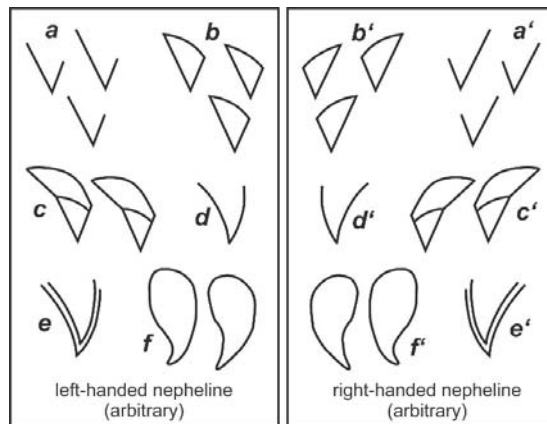 a b
c d
e f
left-handed nepheline
(arbitrary)
b‘ a‘
d‘ c‘
f‘ e‘
right-handed nepheline
(arbitrary)